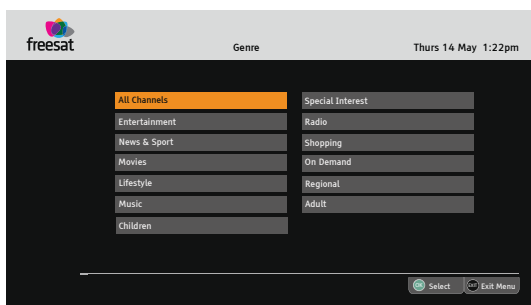 freesat
Genre
Thurs 14 May 1:22pm
All Channels
Entertainment
News & Sport
Movies
Lifestyle
Music
Children
Special Interest
Radio
Shopping
On Demand
Regional
Adult
OK Select
EXIT Exit Menu